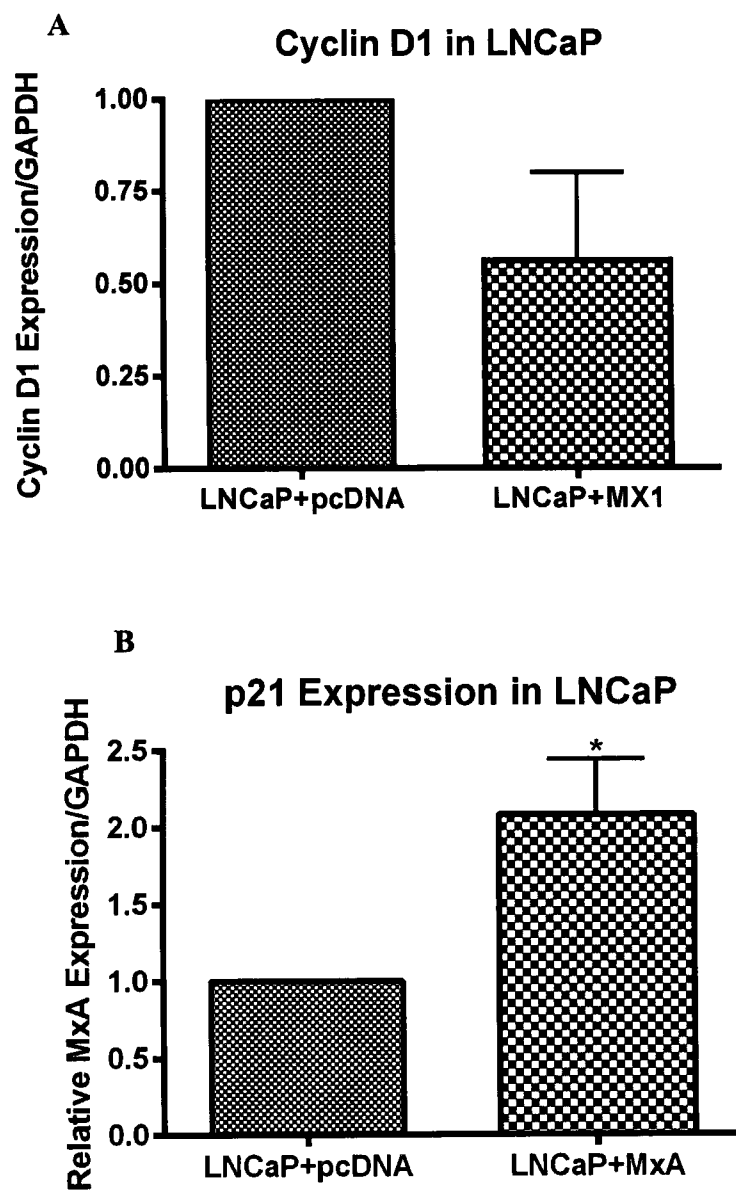 A
Cyclin D1 in LNCaP
Cyclin D1 Expression/GAPDH
1.00
0.75
0.50
0.25
0.00
LNCaP+pcDNA
LNCaP+MX1
B
p21 Expression in LNCaP
Relative MxA Expression/GAPDH
2.5
2.0
1.5
1.0
0.5
0.0
*
LNCaP+pcDNA
LNCaP+MxA